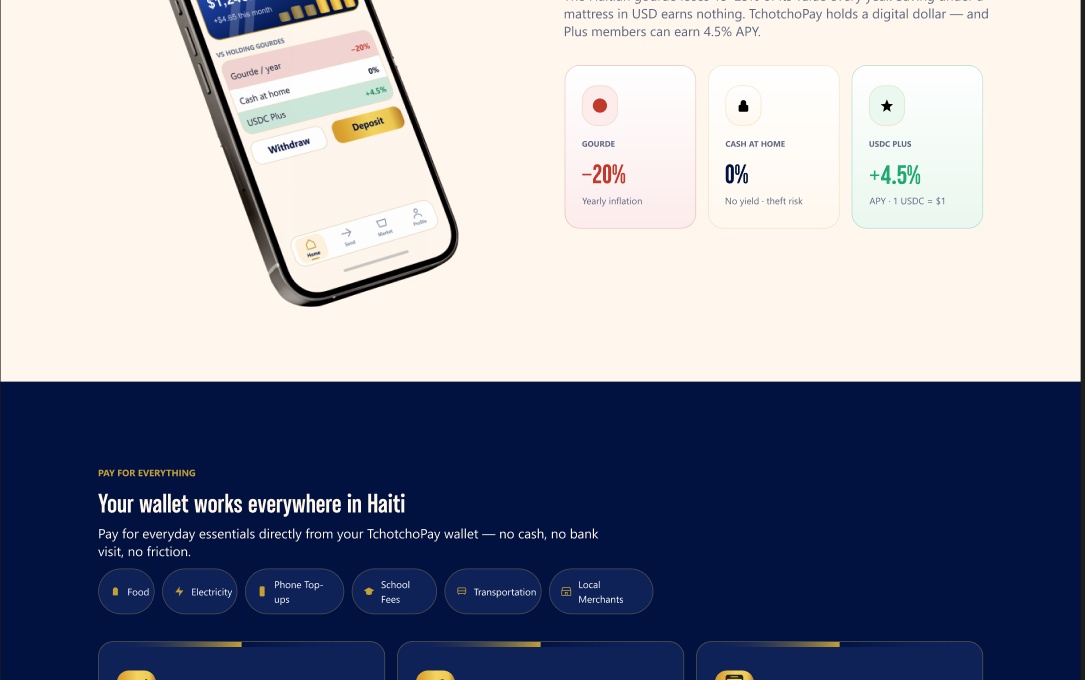 +$4.65 this month
VS HOLDING GOURDES
Gourde / year
−20%
Cash at home
0%
USDC Plus
+4.5%
Withdraw
Deposit
Home
Send
Market
Profile
mattress in USD earns nothing. TchotchoPay holds a digital dollar — and
Plus members can earn 4.5% APY.
GOURDE
−20%
Yearly inflation
CASH AT HOME
0%
No yield · theft risk
USDC PLUS
+4.5%
APY · 1 USDC = $1
PAY FOR EVERYTHING
Your wallet works everywhere in Haiti
Pay for everyday essentials directly from your TchotchoPay wallet — no cash, no bank
visit, no friction.
Food
Electricity
Phone Top-
ups
School
Fees
Transportation
Local
Merchants